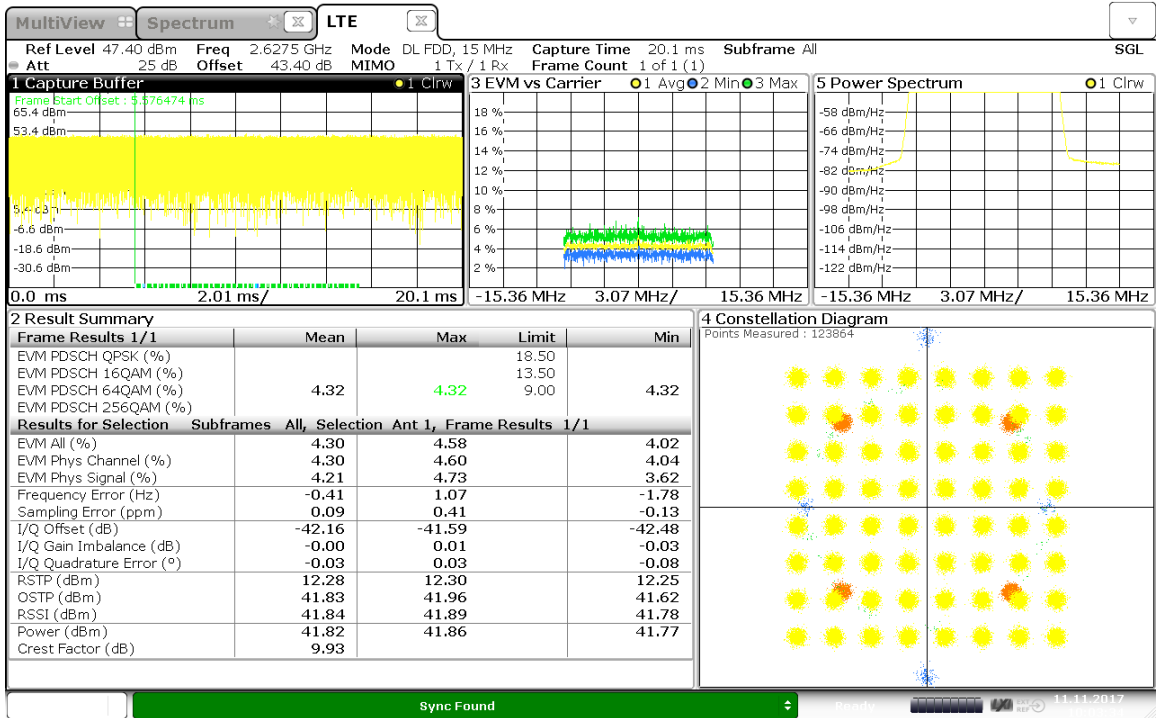 MultiView Spectrum LTE
Ref Level 47.40 dBm Freq 2.6275 GHz Mode DL FDD, 15 MHz Capture Time 20.1 ms Subframe All SGL
Att 25 dB Offset 43.40 dB MIMO 1 Tx / 1 Rx Frame Count 1 of 1 (1)
1 Capture Buffer 1 Clrw
Frame Start Offset : 5.576474 ms
65.4 dBm
53.4 dBm
-6.6 dBm
-18.6 dBm
-30.6 dBm
0.0 ms 2.01 ms/ 20.1 ms
3 EVM vs Carrier 1 Avg 2 Min 3 Max
18 %
16 %
14 %
12 %
10 %
8 %
6 %
4 %
2 %
-15.36 MHz 3.07 MHz/ 15.36 MHz
5 Power Spectrum 1 Clrw
-58 dBm/Hz
-66 dBm/Hz
-74 dBm/Hz
-82 dBm/Hz
-90 dBm/Hz
-98 dBm/Hz
-106 dBm/Hz
-114 dBm/Hz
-122 dBm/Hz
-15.36 MHz 3.07 MHz/ 15.36 MHz
2 Result Summary
Frame Results 1/1 Mean Max Limit Min
EVM PDSCH QPSK (%) 18.50
EVM PDSCH 16QAM (%) 13.50
EVM PDSCH 64QAM (%) 4.32 4.32 9.00 4.32
EVM PDSCH 256QAM (%)
Results for Selection Subframes All, Selection Ant 1, Frame Results 1/1
EVM All (%) 4.30 4.58 4.02
EVM Phys Channel (%) 4.30 4.60 4.04
EVM Phys Signal (%) 4.21 4.73 3.62
Frequency Error (Hz) -0.41 1.07 -1.78
Sampling Error (ppm) 0.09 0.41 -0.13
I/Q Offset (dB) -42.16 -41.59 -42.48
I/Q Gain Imbalance (dB) -0.00 0.01 -0.03
I/Q Quadrature Error (°) -0.03 0.03 -0.08
RSTP (dBm) 12.28 12.30 12.25
OSTP (dBm) 41.83 41.96 41.62
RSSI (dBm) 41.84 41.89 41.78
Power (dBm) 41.82 41.86 41.77
Crest Factor (dB) 9.93
4 Constellation Diagram
Points Measured : 123864
Sync Found
Ready
LXI
EXT REF
11.11.2017